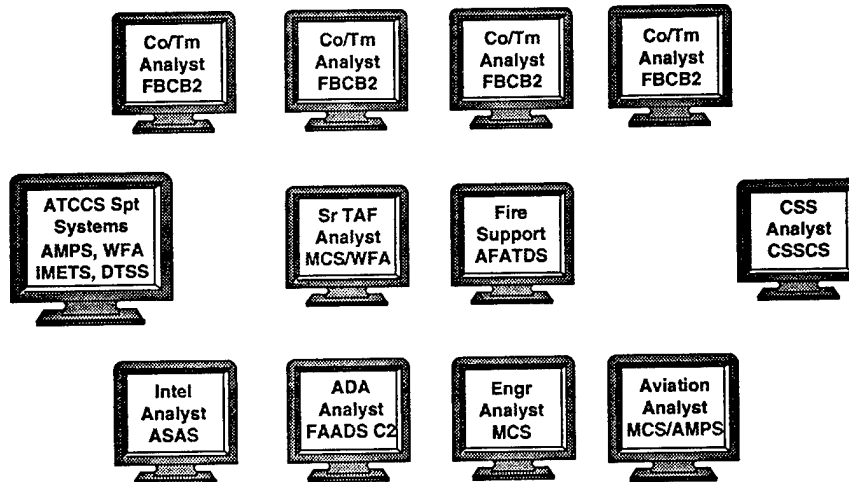 Co/Tm
Analyst
FBCB2
Co/Tm
Analyst
FBCB2
Co/Tm
Analyst
FBCB2
Co/Tm
Analyst
FBCB2
ATCCS Spt
Systems
AMPS, WFA
IMETS, DTSS
Sr TAF
Analyst
MCS/WFA
Fire
Support
AFATDS
CSS
Analyst
CSSCS
Intel
Analyst
ASAS
ADA
Analyst
FAADS C2
Engr
Analyst
MCS
Aviation
Analyst
MCS/AMPS